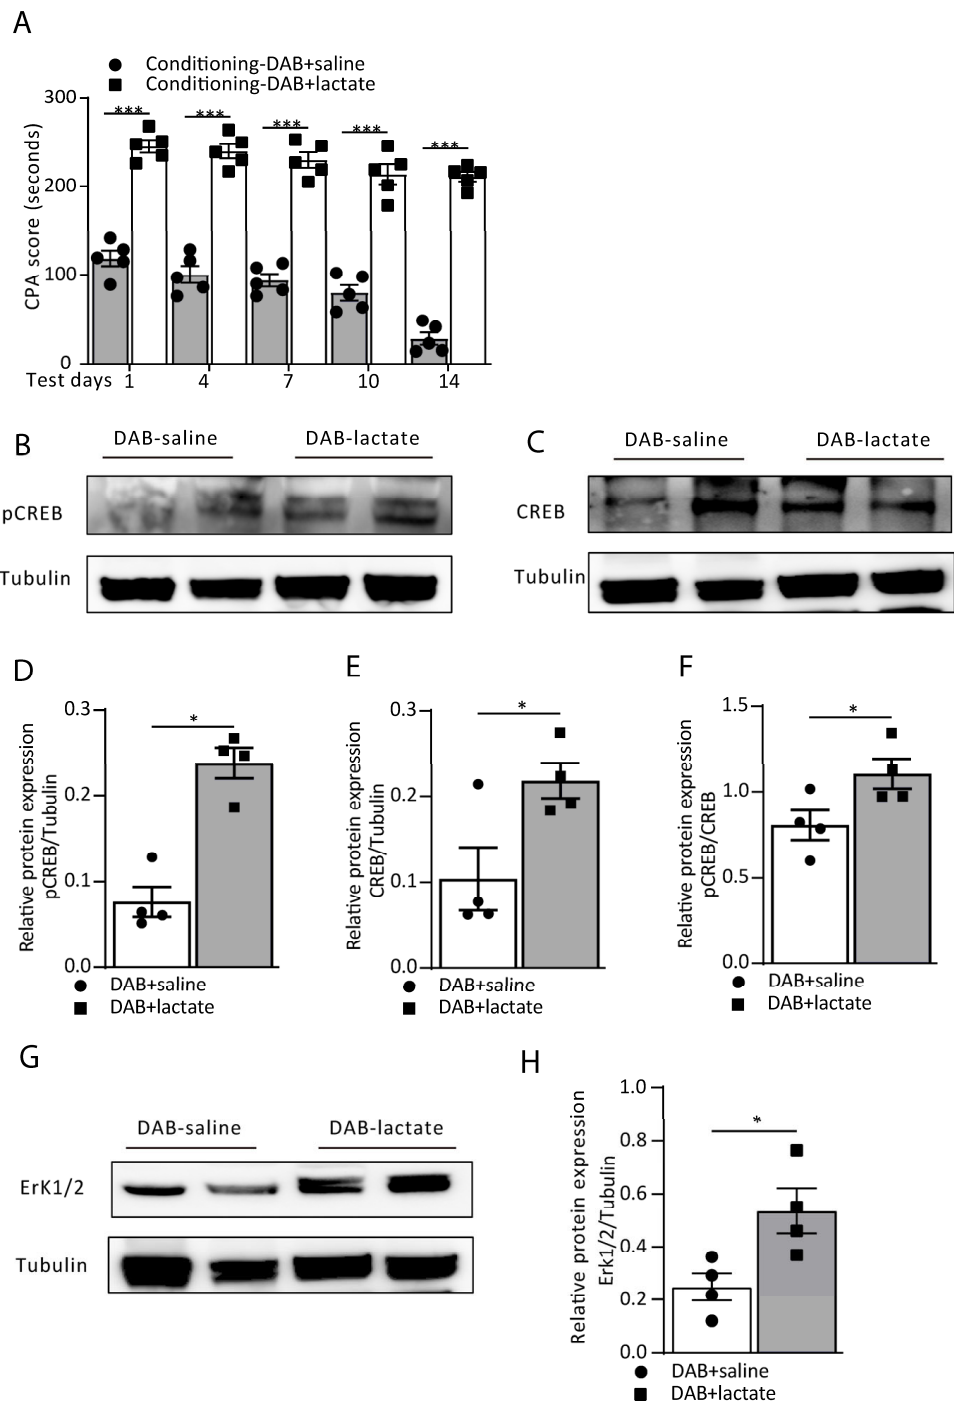 A
Conditioning-DAB+saline
Conditioning-DAB+lactate
300
200
100
0
CPA score (seconds)
*** *** *** *** ***
Test days 1 4 7 10 14
B
DAB-saline DAB-lactate
pCREB
Tubulin
C
DAB-saline DAB-lactate
CREB
Tubulin
D
Relative protein expression
pCREB/Tubulin
0.3
0.2
0.1
0.0
*
DAB+saline
DAB+lactate
E
Relative protein expression
CREB/Tubulin
0.3
0.2
0.1
0.0
*
DAB+saline
DAB+lactate
F
Relative protein expression
pCREB/CREB
1.5
1.0
0.5
0.0
*
DAB+saline
DAB+lactate
G
DAB-saline DAB-lactate
ErK1/2
Tubulin
H
Relative protein expression
Erk1/2/Tubulin
1.0
0.8
0.6
0.4
0.2
0.0
*
DAB+saline
DAB+lactate